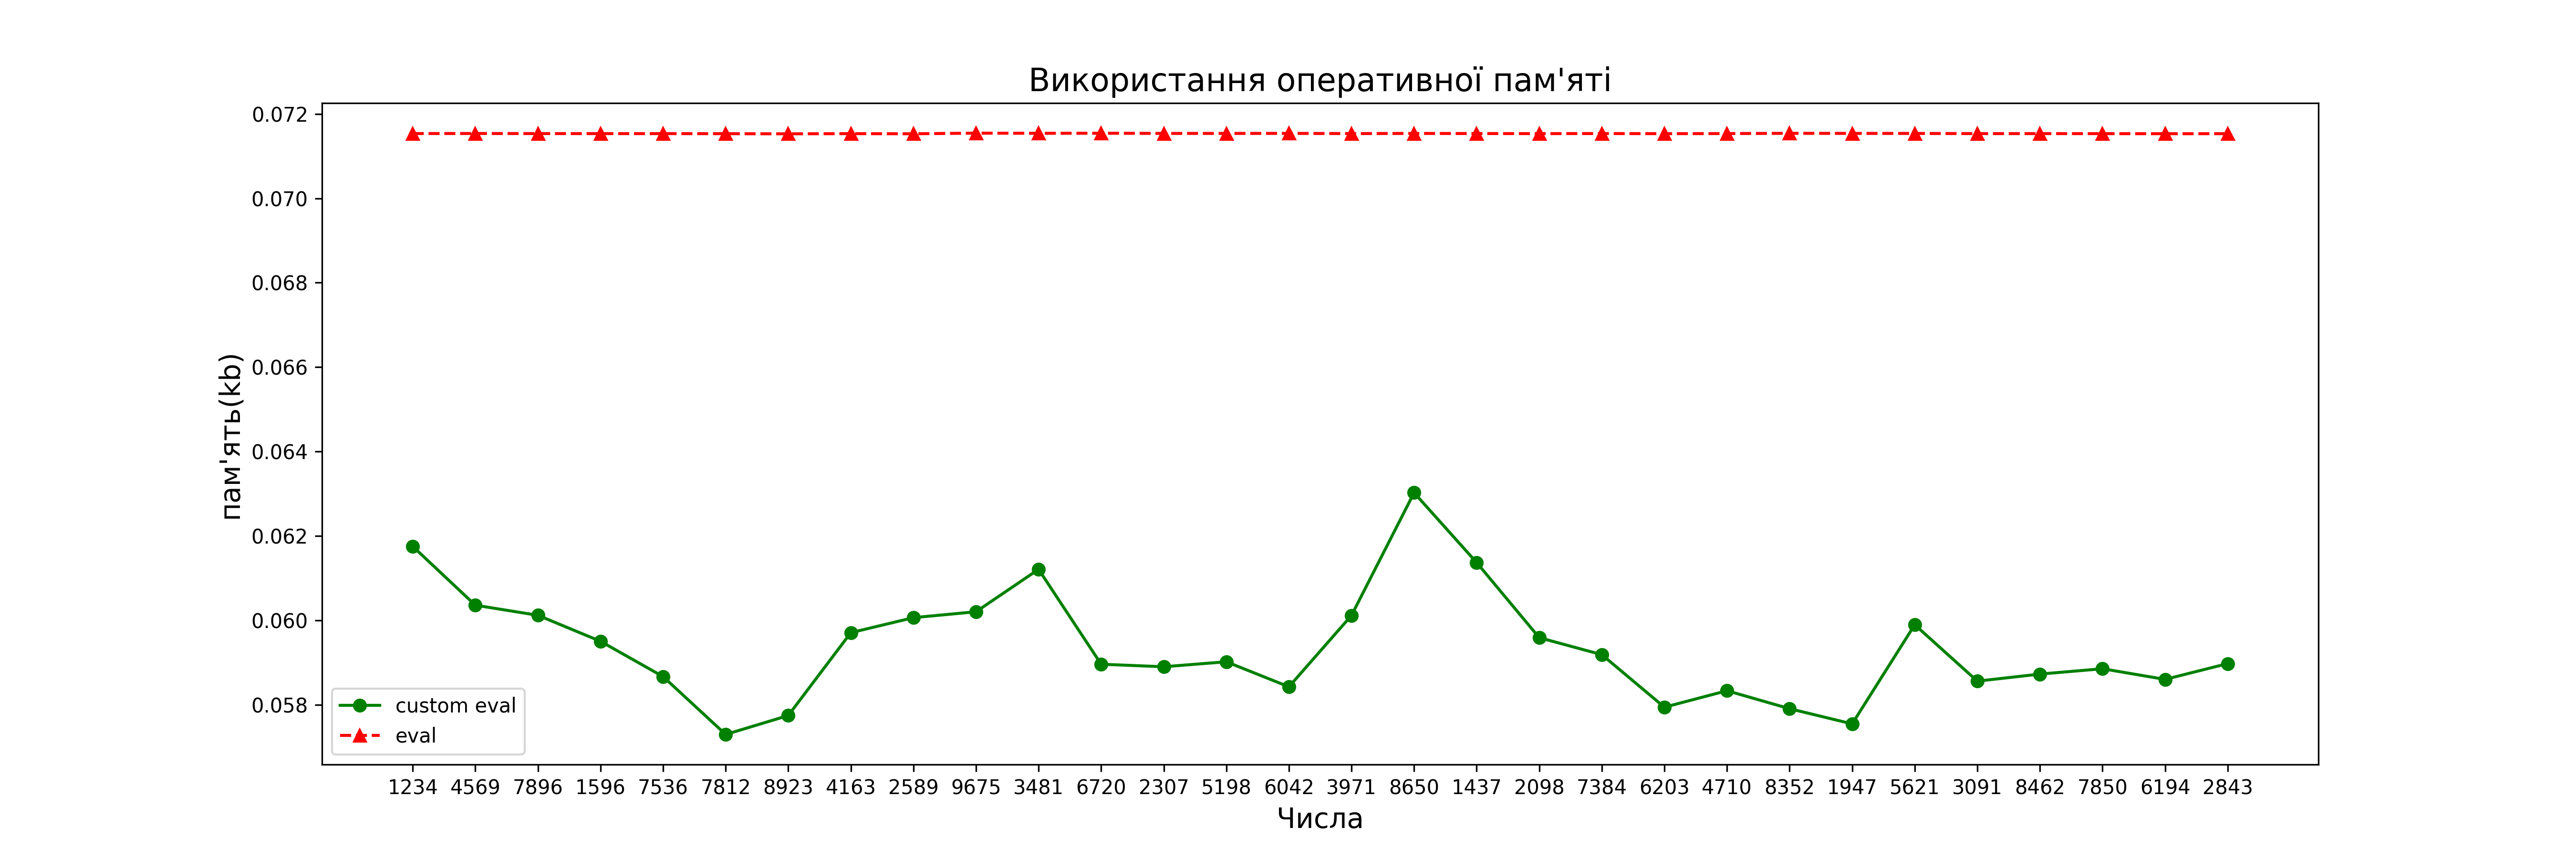 Використання оперативної пам'яті
0.072
0.070
0.068
0.066
0.064
0.062
0.060
0.058
пам'ять(kb)
custom eval
eval
1234 4569 7896 1596 7536 7812 8923 4163 2589 9675 3481 6720 2307 5198 6042 3971 8650 1437 2098 7384 6203 4710 8352 1947 5621 3091 8462 7850 6194 2843
Числа